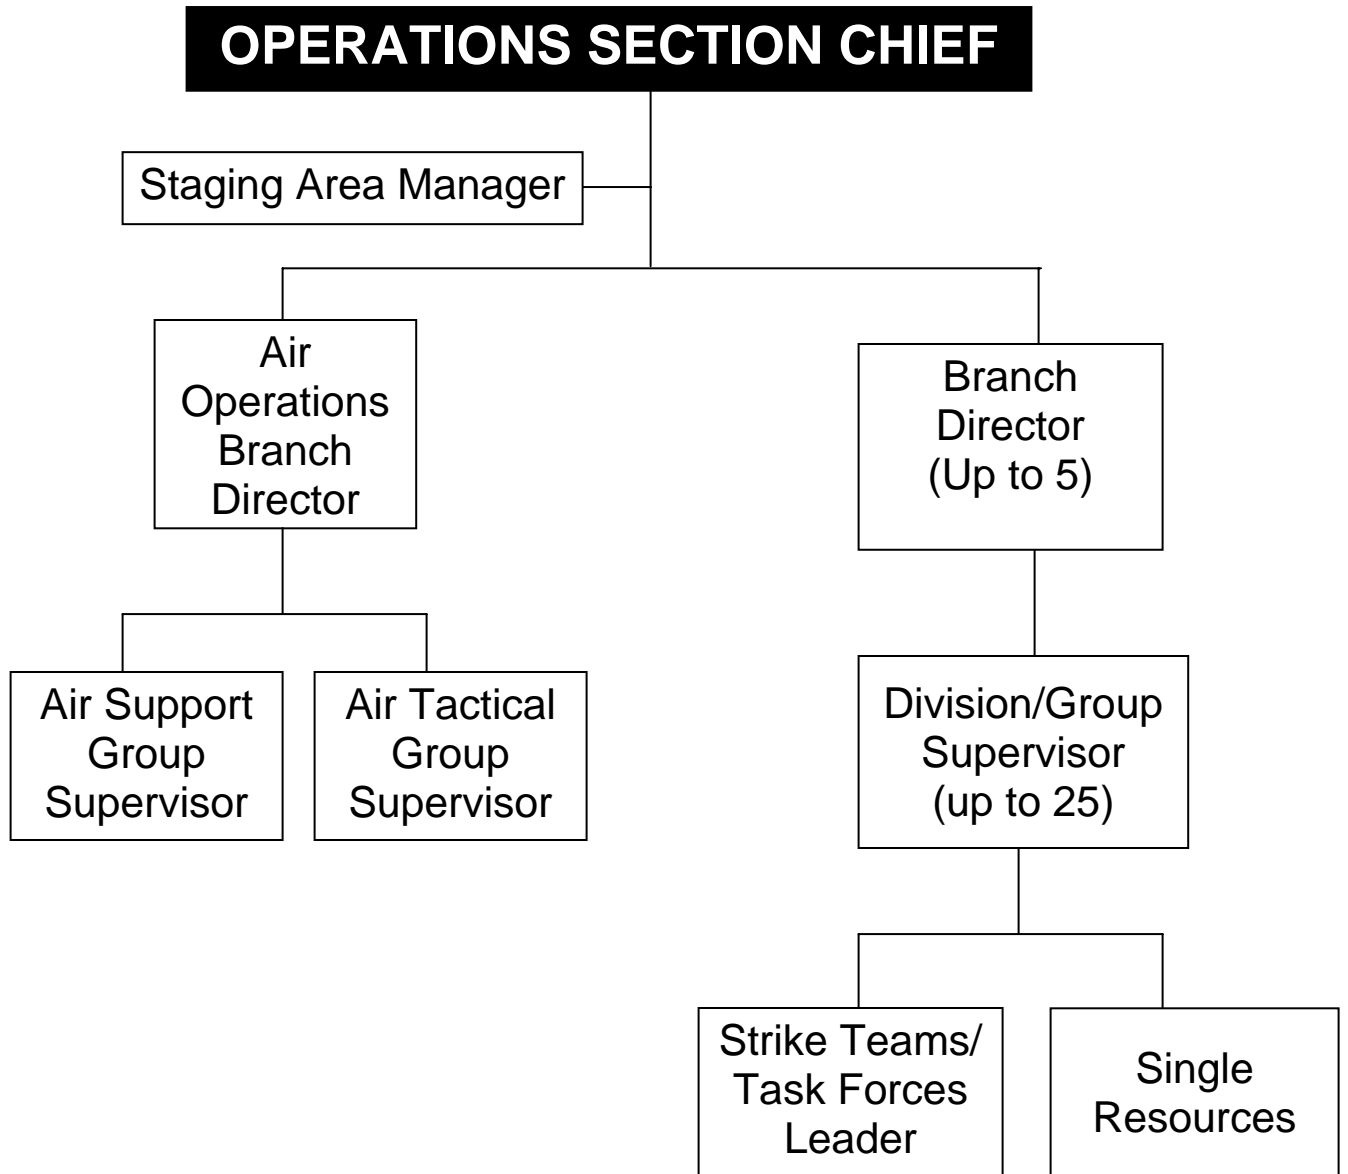 OPERATIONS SECTION CHIEF
Staging Area Manager
Air
Operations
Branch
Director
Branch
Director
(Up to 5)
Air Support
Group
Supervisor
Air Tactical
Group
Supervisor
Division/Group
Supervisor
(up to 25)
Strike Teams/
Task Forces
Leader
Single
Resources